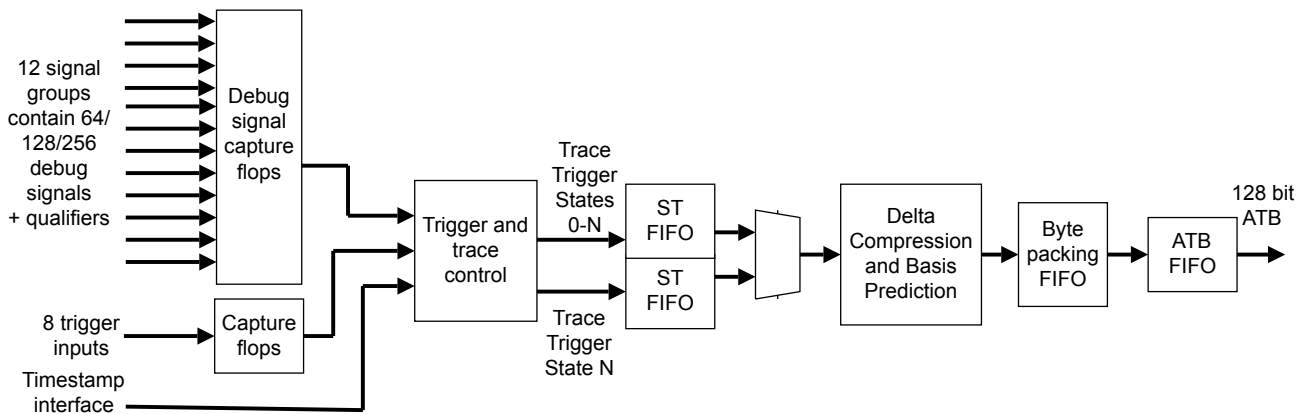 12 signal
groups
contain 64/
128/256
debug
signals
+ qualifiers
Debug
signal
capture
flops
8 trigger
inputs
Capture
flops
Timestamp
interface
Trigger and
trace
control
Trace
Trigger
States
0-N
Trace
Trigger
State N
ST
FIFO
ST
FIFO
Delta
Compression
and Basis
Prediction
Byte
packing
FIFO
ATB
FIFO
128 bit
ATB